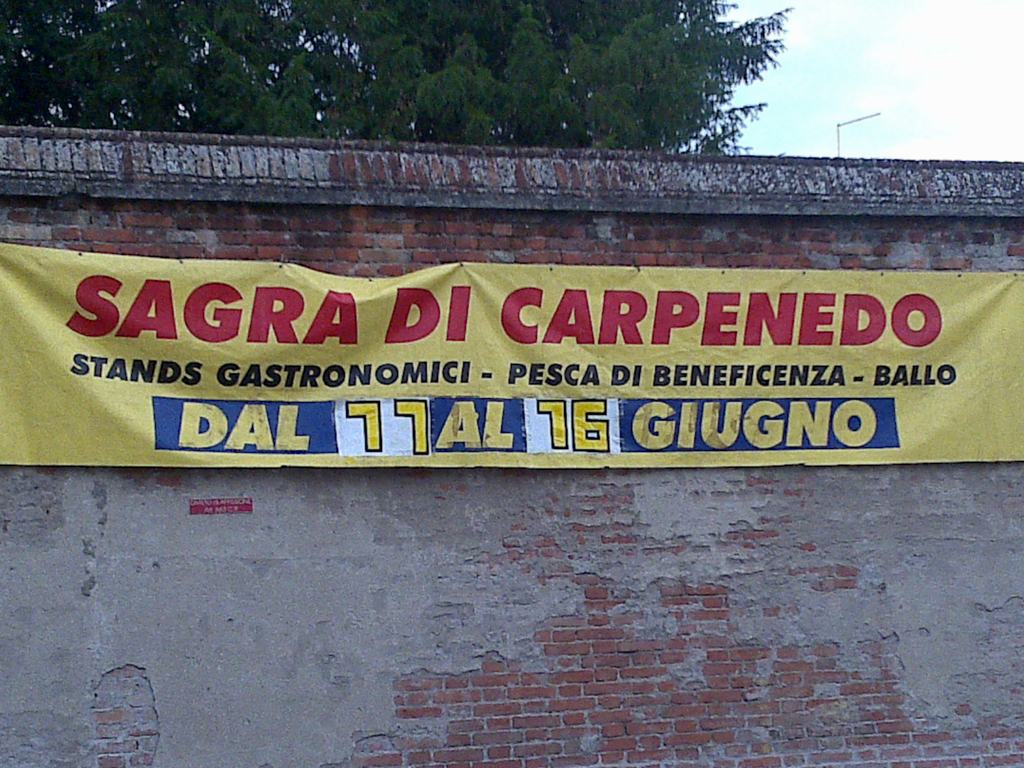 SAGRA DI CARPENEDO
STANDS GASTRONOMICI - PESCA DI BENEFICENZA - BALLO
DAL 11 AL 16 GIUGNO